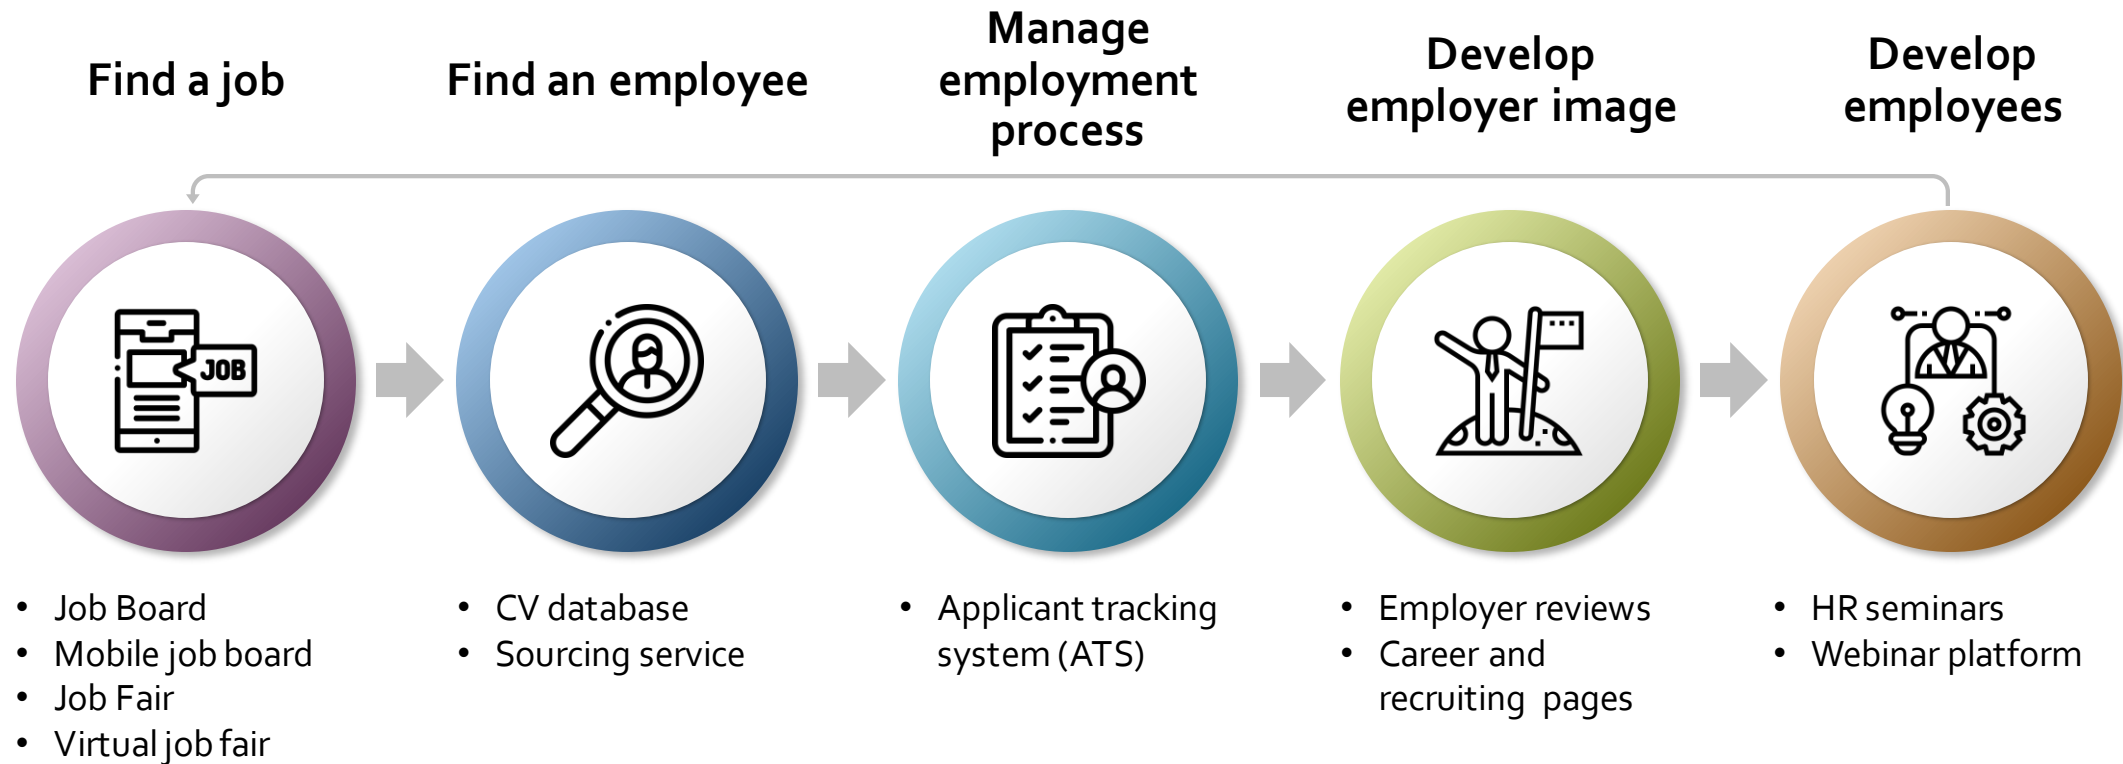 Find a job
Find an employee
Manage
employment
process
Develop
employer image
Develop
employees
JOB
• Job Board
• Mobile job board
• Job Fair
• Virtual job fair
• CV database
• Sourcing service
• Applicant tracking
system (ATS)
• Employer reviews
• Career and
recruiting pages
• HR seminars
• Webinar platform